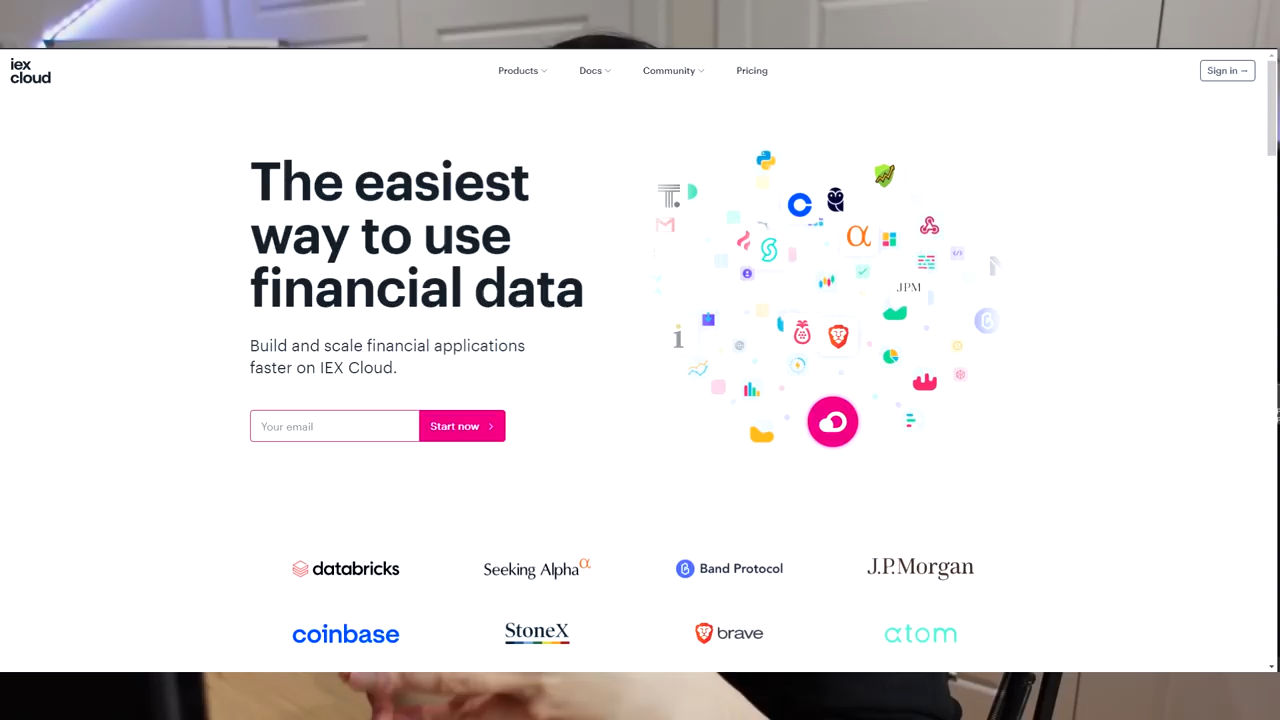 iex
cloud
Products
Docs
Community
Pricing
Sign in →
The easiest
way to use
financial data
Build and scale financial applications
faster on IEX Cloud.
Your email
Start now
JPM
databricks
Seeking Alpha α
Band Protocol
J.P.Morgan
coinbase
StoneX
brave
atom